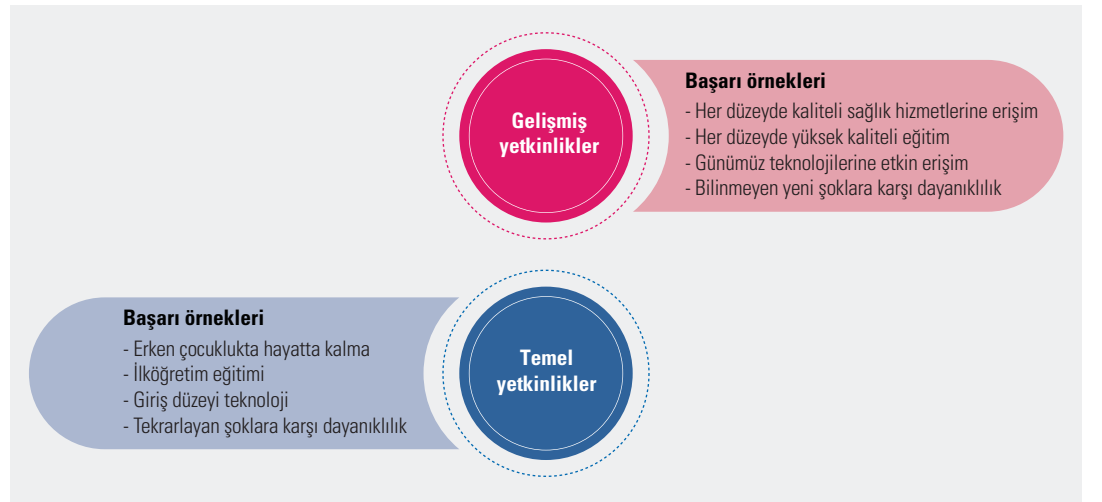 Gelişmiş
yetkinlikler
Başarı örnekleri
- Her düzeyde kaliteli sağlık hizmetlerine erişim
- Her düzeyde yüksek kaliteli eğitim
- Günümüz teknolojilerine etkin erişim
- Bilinmeyen yeni şoklara karşı dayanıklılık
Başarı örnekleri
- Erken çocuklukta hayatta kalma
- İlköğretim eğitimi
- Giriş düzeyi teknoloji
- Tekrarlayan şoklara karşı dayanıklılık
Temel
yetkinlikler